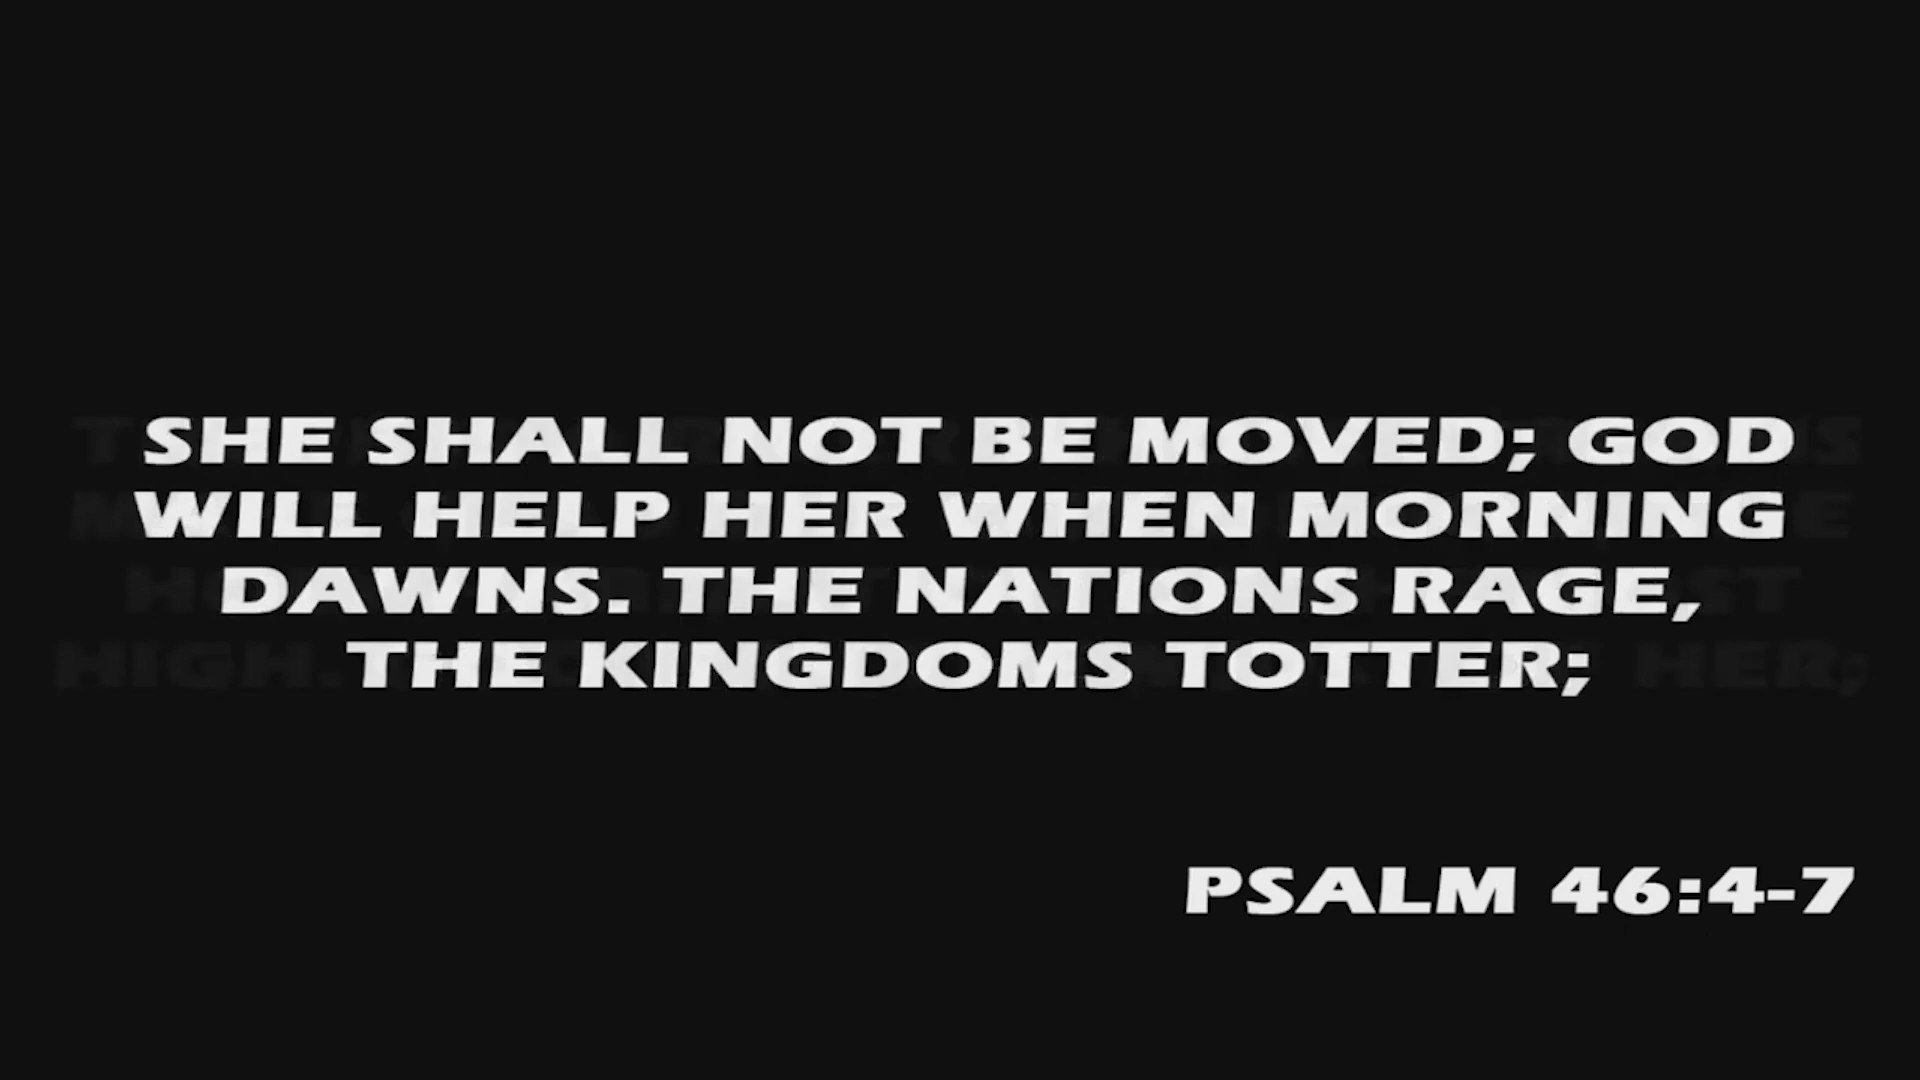 SHE SHALL NOT BE MOVED; GOD
WILL HELP HER WHEN MORNING
DAWNS. THE NATIONS RAGE,
THE KINGDOMS TOTTER;
PSALM 46:4-7